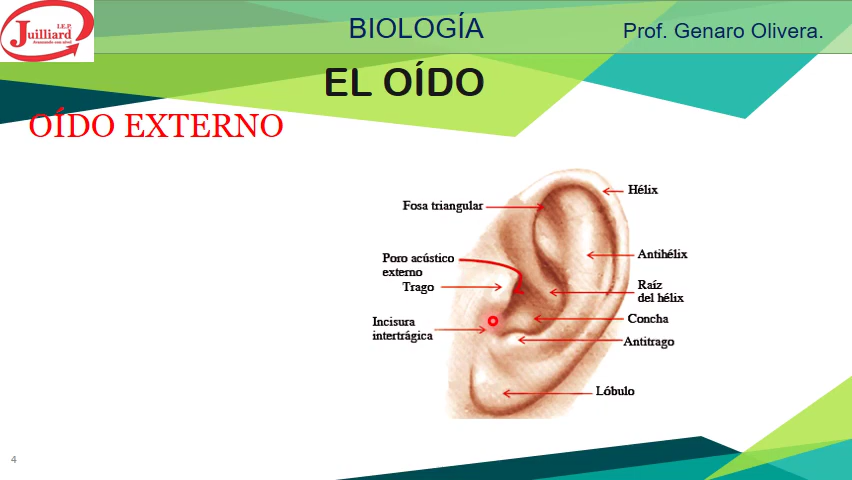 I.E.P.
Juilliard
BIOLOGÍA
Prof. Genaro Olivera.
EL OÍDO
OÍDO EXTERNO
Hélix
Fosa triangular
Antihélix
Poro acústico
externo
Trago
Raíz
del hélix
Incisura
intertrágica
Concha
Antitrago
Lóbulo
4